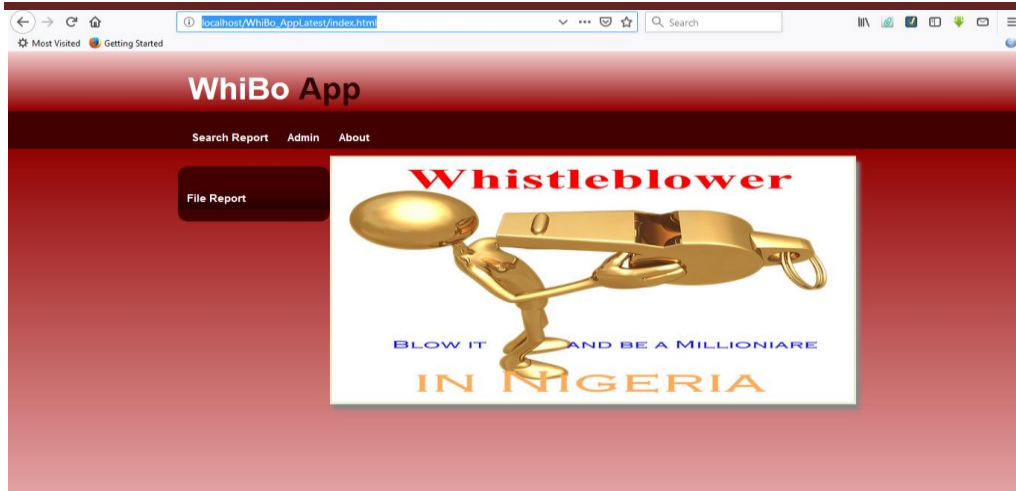 localhost/WhiBo_AppLatest/index.html
Search
Most Visited
Getting Started
WhiBo App
Search Report Admin About
File Report
Whistleblower
BLOW IT AND BE A MILLIONIARE
IN NIGERIA